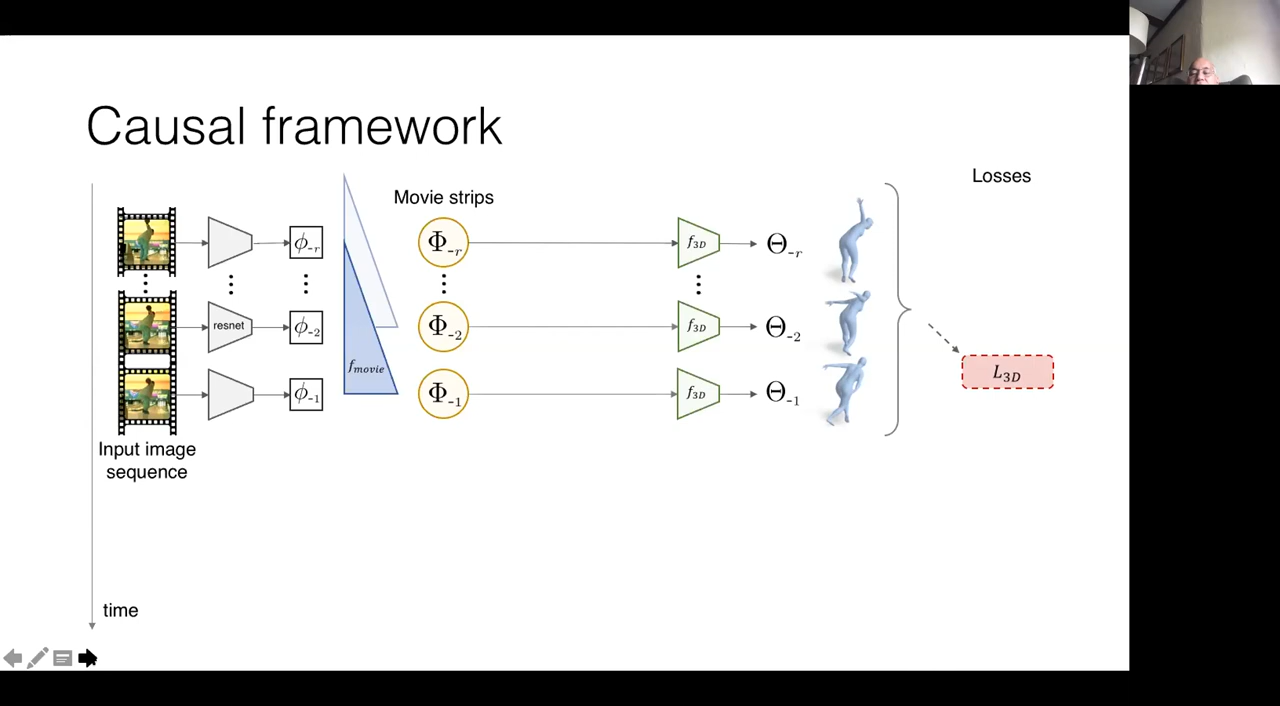 Causal framework
Losses
Movie strips
ϕ₋ᵣ
Φ₋ᵣ
f₃D
Θ₋ᵣ
resnet
ϕ₋₂
Φ₋₂
f₃D
Θ₋₂
f_movie
L₃D
ϕ₋₁
Φ₋₁
f₃D
Θ₋₁
Input image
sequence
time